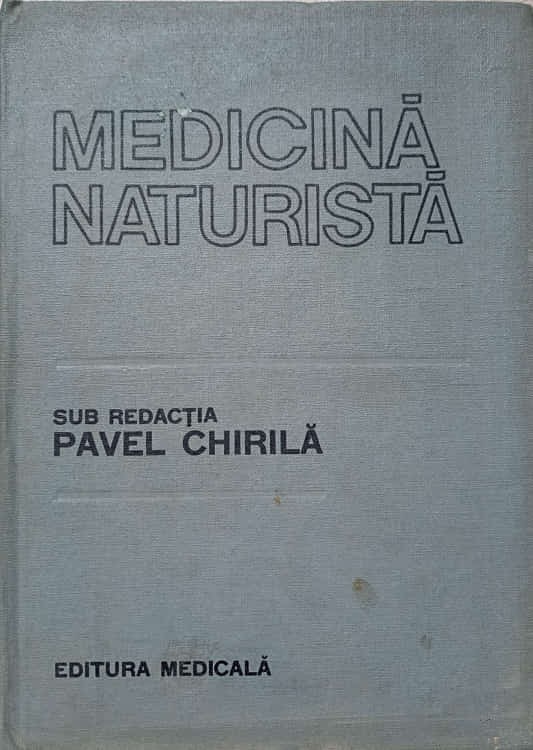 MEDICINĂ
NATURISTĂ
SUB REDACȚIA
PAVEL CHIRILĂ
EDITURA MEDICALĂ